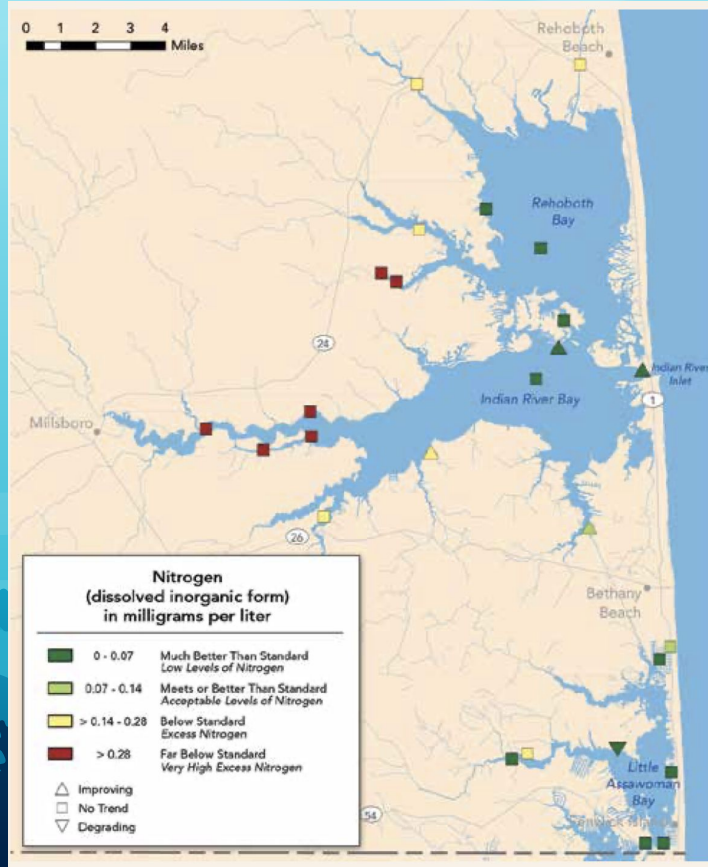 0 1 2 3 4
Miles
Rehoboth
Beach
Rehoboth
Bay
24
Indian River
Inlet
Indian River Bay
1
Millsboro
26
Bethany
Beach
Nitrogen
(dissolved inorganic form)
in milligrams per liter
0 - 0.07 Much Better Than Standard
Low Levels of Nitrogen
0.07 - 0.14 Meets or Better Than Standard
Acceptable Levels of Nitrogen
> 0.14 - 0.28 Below Standard
Excess Nitrogen
> 0.28 Far Below Standard
Very High Excess Nitrogen
Improving
No Trend
Degrading
Little
Assawoman
Bay
54